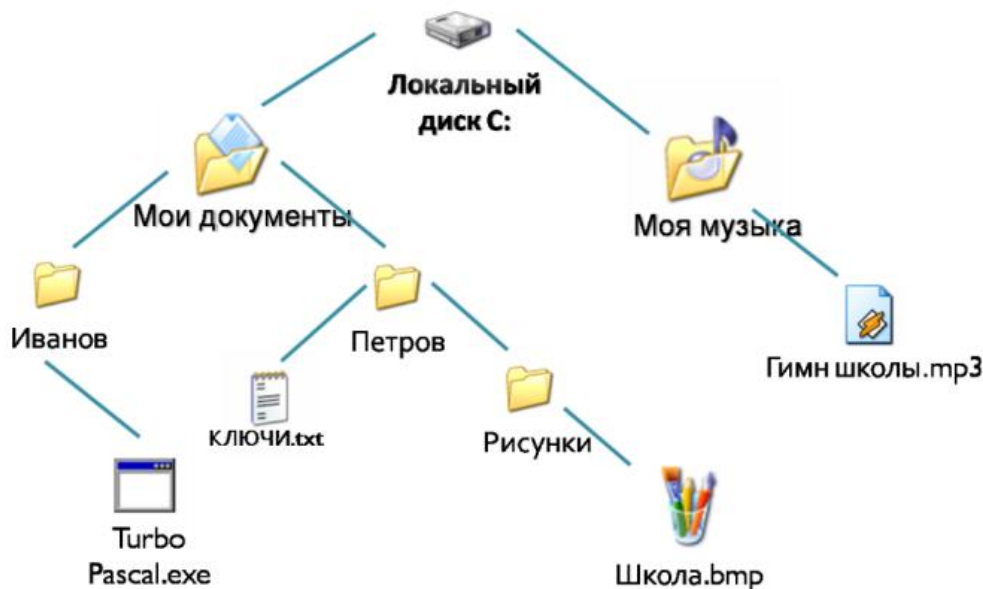 Локальный
диск С:
Мои документы
Моя музыка
Иванов
Петров
Гимн школы.mp3
КЛЮЧИ.txt
Рисунки
Turbo
Pascal.exe
Школа.bmp